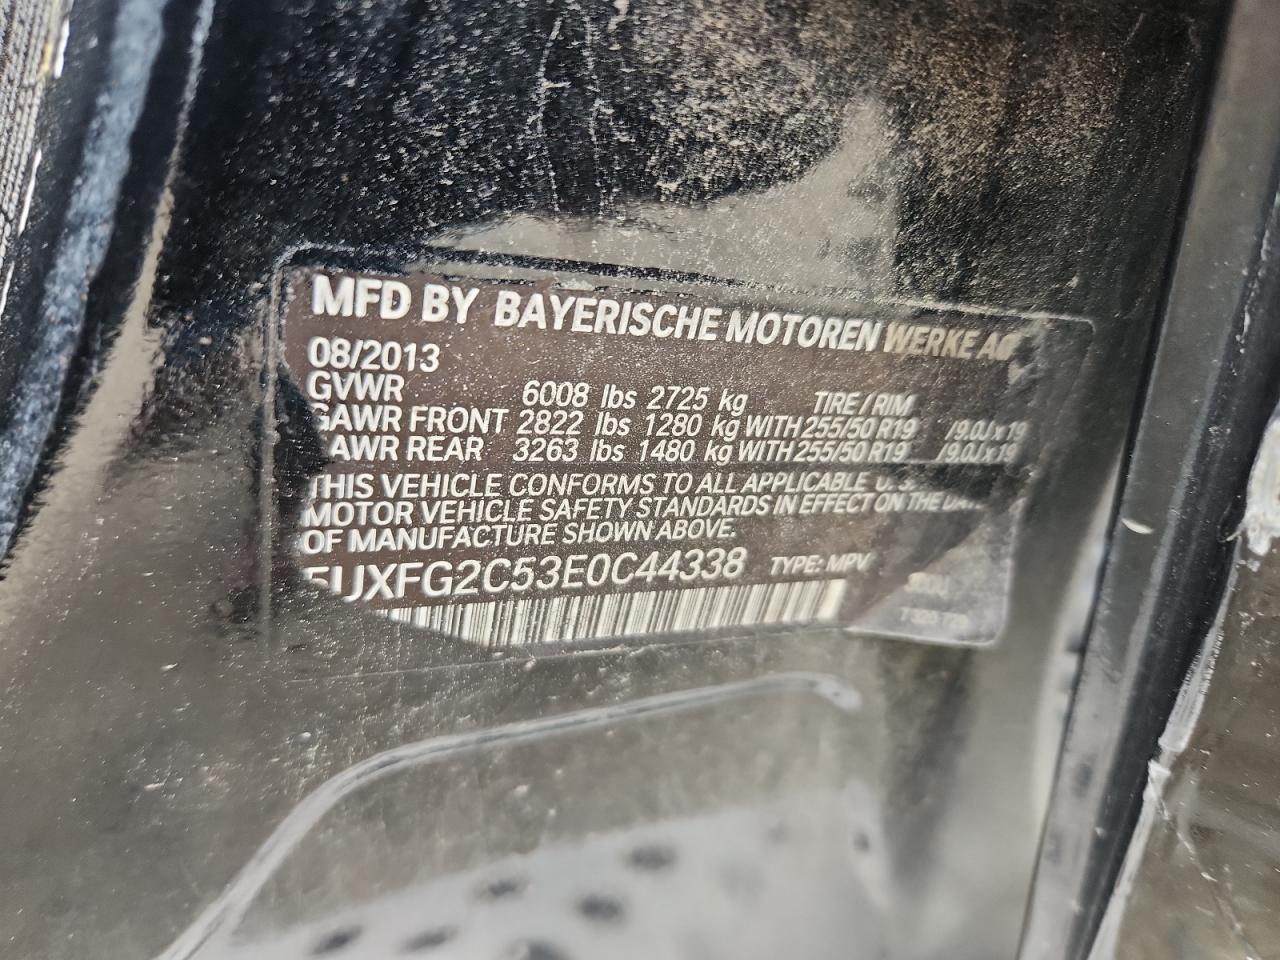 MFD BY BAYERISCHE MOTOREN WERKE AG
08/2013
GVWR 6008 lbs 2725 kg TIRE / RIM
GAWR FRONT 2822 lbs 1280 kg WITH 255/50 R19 /9.0J x 19
GAWR REAR 3263 lbs 1480 kg WITH 255/50 R19 /9.0J x 19
THIS VEHICLE CONFORMS TO ALL APPLICABLE
MOTOR VEHICLE SAFETY STANDARDS IN EFFECT ON THE
OF MANUFACTURE SHOWN ABOVE.
5UXFG2C53E0C44338 TYPE: MPV